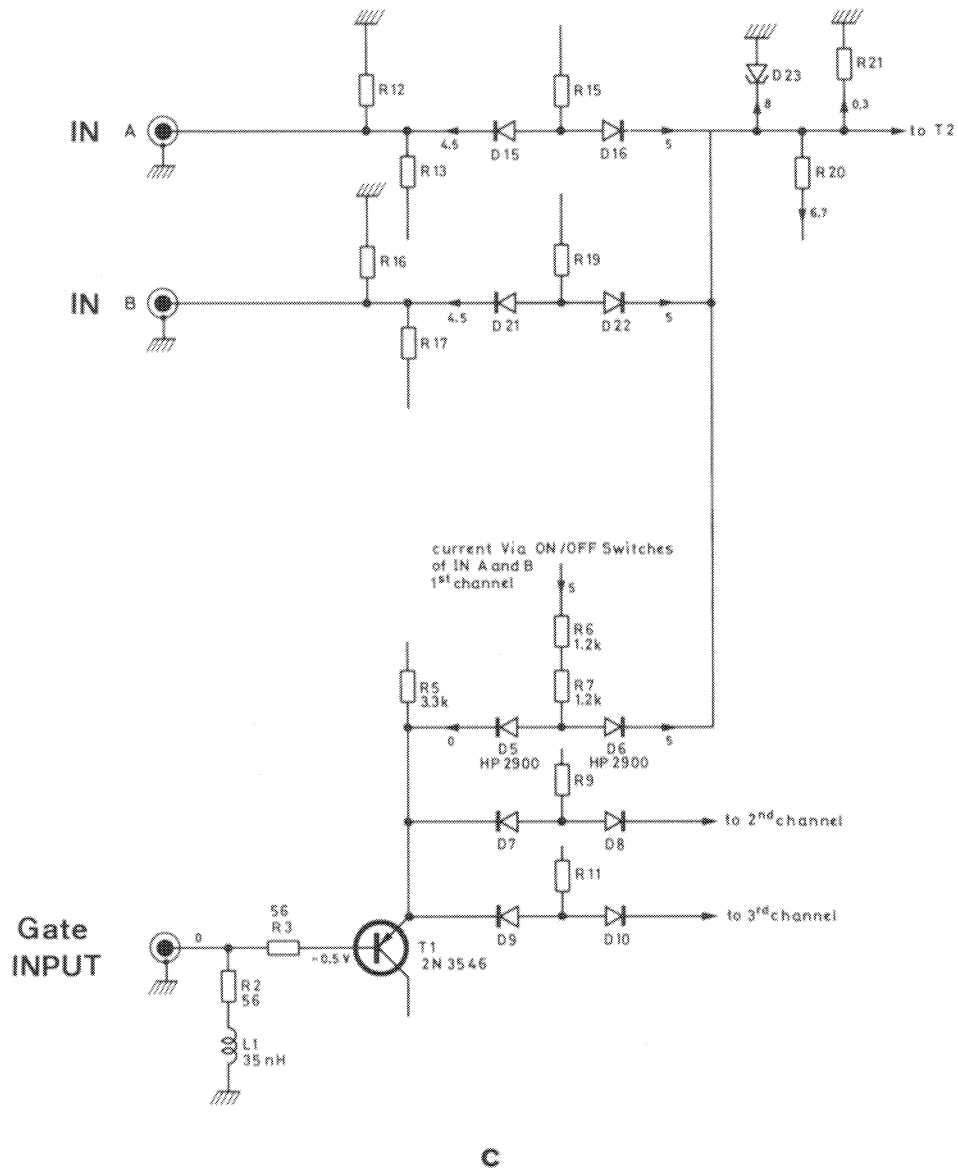 R12
R15
D23
R21
8
0,3
IN A
4.5
D15
D16
5
to T2
R13
R20
6.7
R16
R19
IN B
4.5
D21
D22
5
R17
current Via ON/OFF Switches
of IN A and B
1st channel
5
R6
1.2k
R5
3.3k
R7
1.2k
0
D5
HP 2900
D6
HP 2900
5
R9
D7
D8
to 2nd channel
R11
D9
D10
to 3rd channel
Gate
INPUT
0
56
R3
-0.5 V
T1
2N 3546
R2
56
L1
35 nH
C